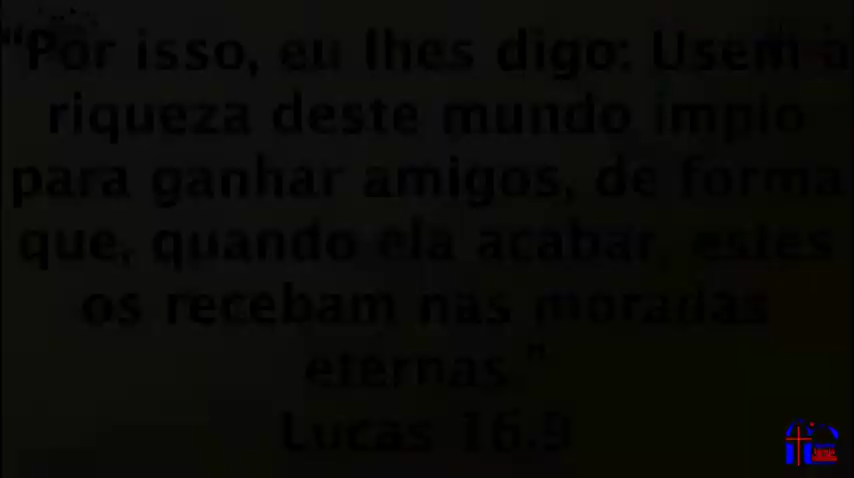 “Por isso, eu lhes digo: Usem a
riqueza deste mundo ímpio
para ganhar amigos, de forma
que, quando ela acabar, estes
os recebam nas moradas
eternas.”
Lucas 16.9